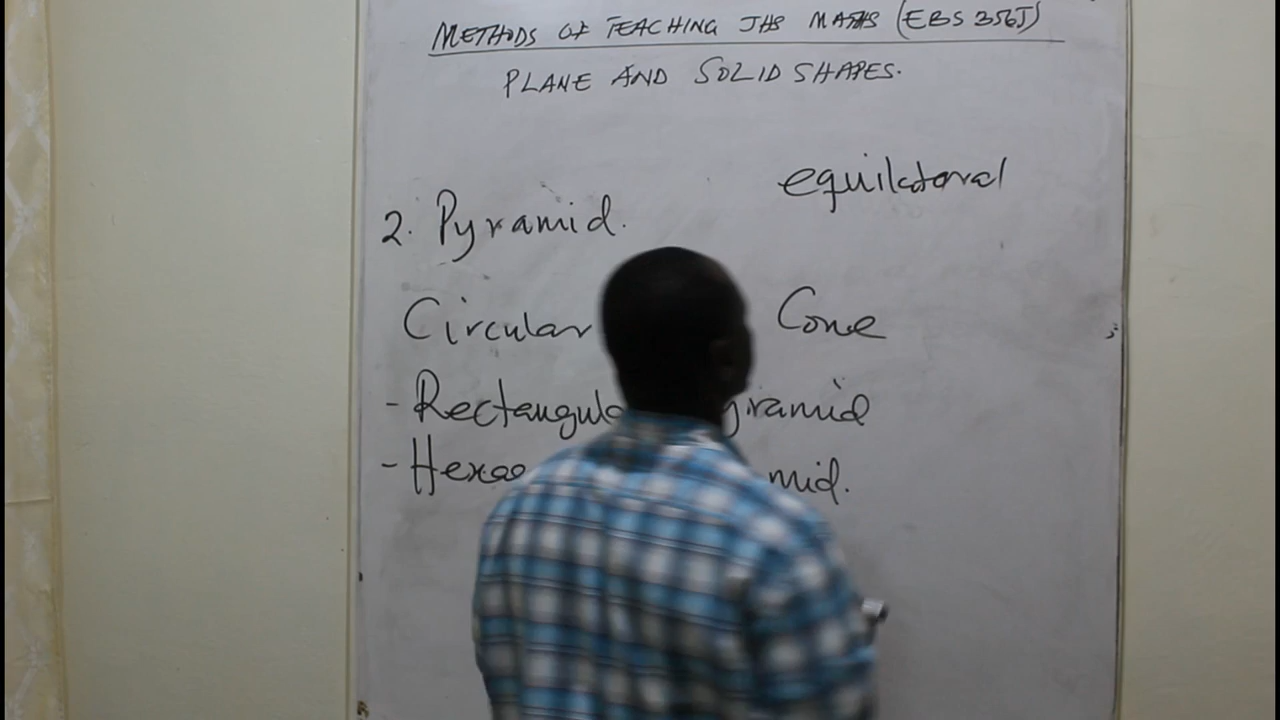 METHODS OF TEACHING JHS MATHS (EBS 356J)
PLANE AND SOLID SHAPES.
equilateral
2. Pyramid.
Circular Cone
- Rectangula yramid
- Hexa mid.